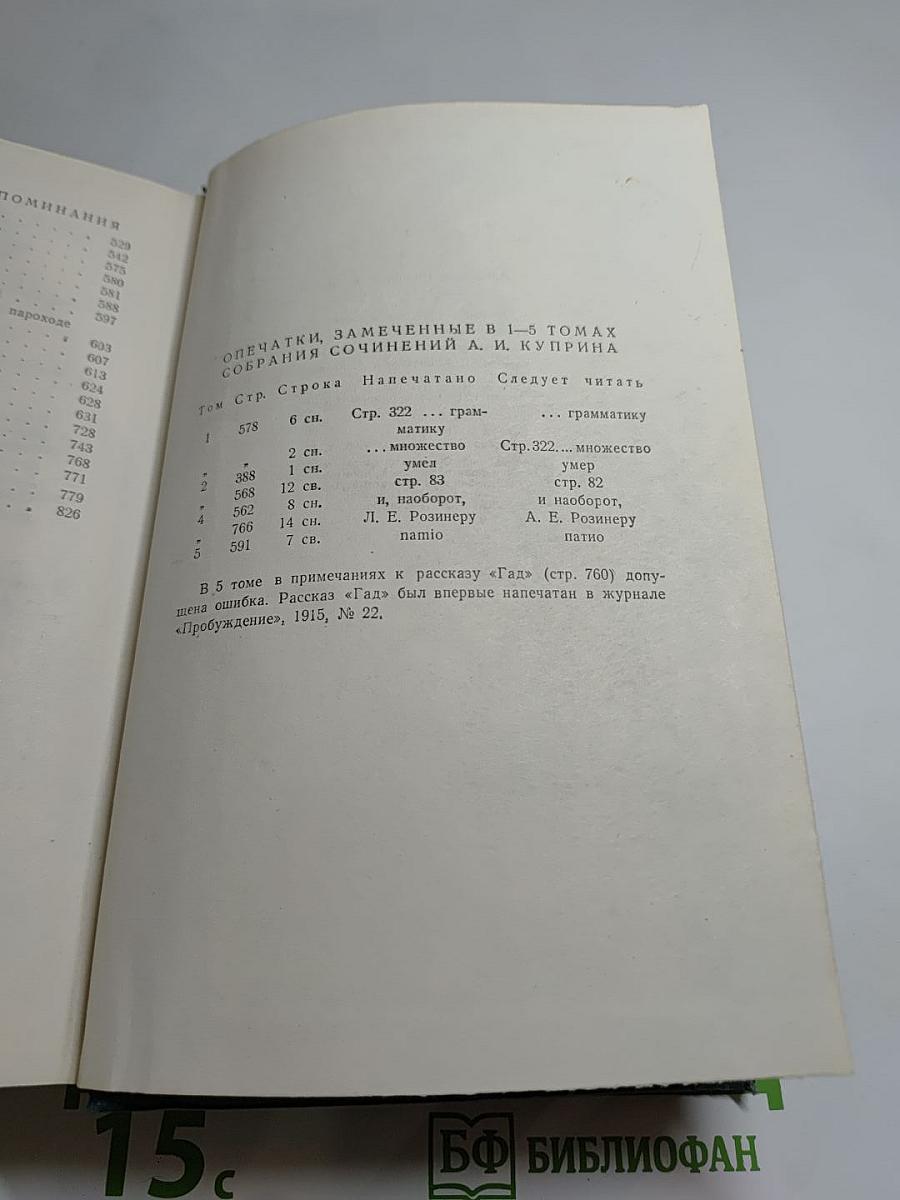 ПОМИНАНИЯ
529
542
575
580
581
588
597
пароходе
603
607
613
624
628
631
728
743
768
771
779
826
ОПЕЧАТКИ, ЗАМЕЧЕННЫЕ В 1—5 ТОМАХ
СОБРАНИЯ СОЧИНЕНИЙ А. И. КУПРИНА
Том Стр. Строка Напечатано Следует читать
1 578 6 сн. Стр. 322 ... грам- ... грамматику
матику
„ „ 2 сн. ... множество Стр. 322.... множество
2 388 1 сн. умел умер
„ 568 12 св. стр. 83 стр. 82
4 562 8 сн. и, наоборот, и наоборот,
„ 766 14 сн. Л. Е. Розинеру А. Е. Розинеру
5 591 7 св. патіо патио
В 5 томе в примечаниях к рассказу «Гад» (стр. 760) допу-
щена ошибка. Рассказ «Гад» был впервые напечатан в журнале
«Пробуждение», 1915, № 22.
15 с
БФ БИБЛИОФАН